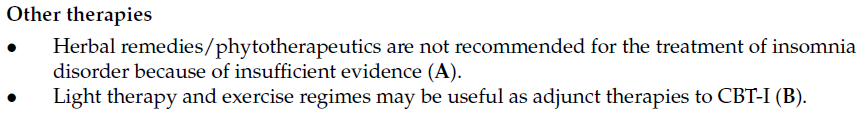 Other therapies
• Herbal remedies/phytotherapeutics are not recommended for the treatment of insomnia
disorder because of insufficient evidence (A).
• Light therapy and exercise regimes may be useful as adjunct therapies to CBT-I (B).